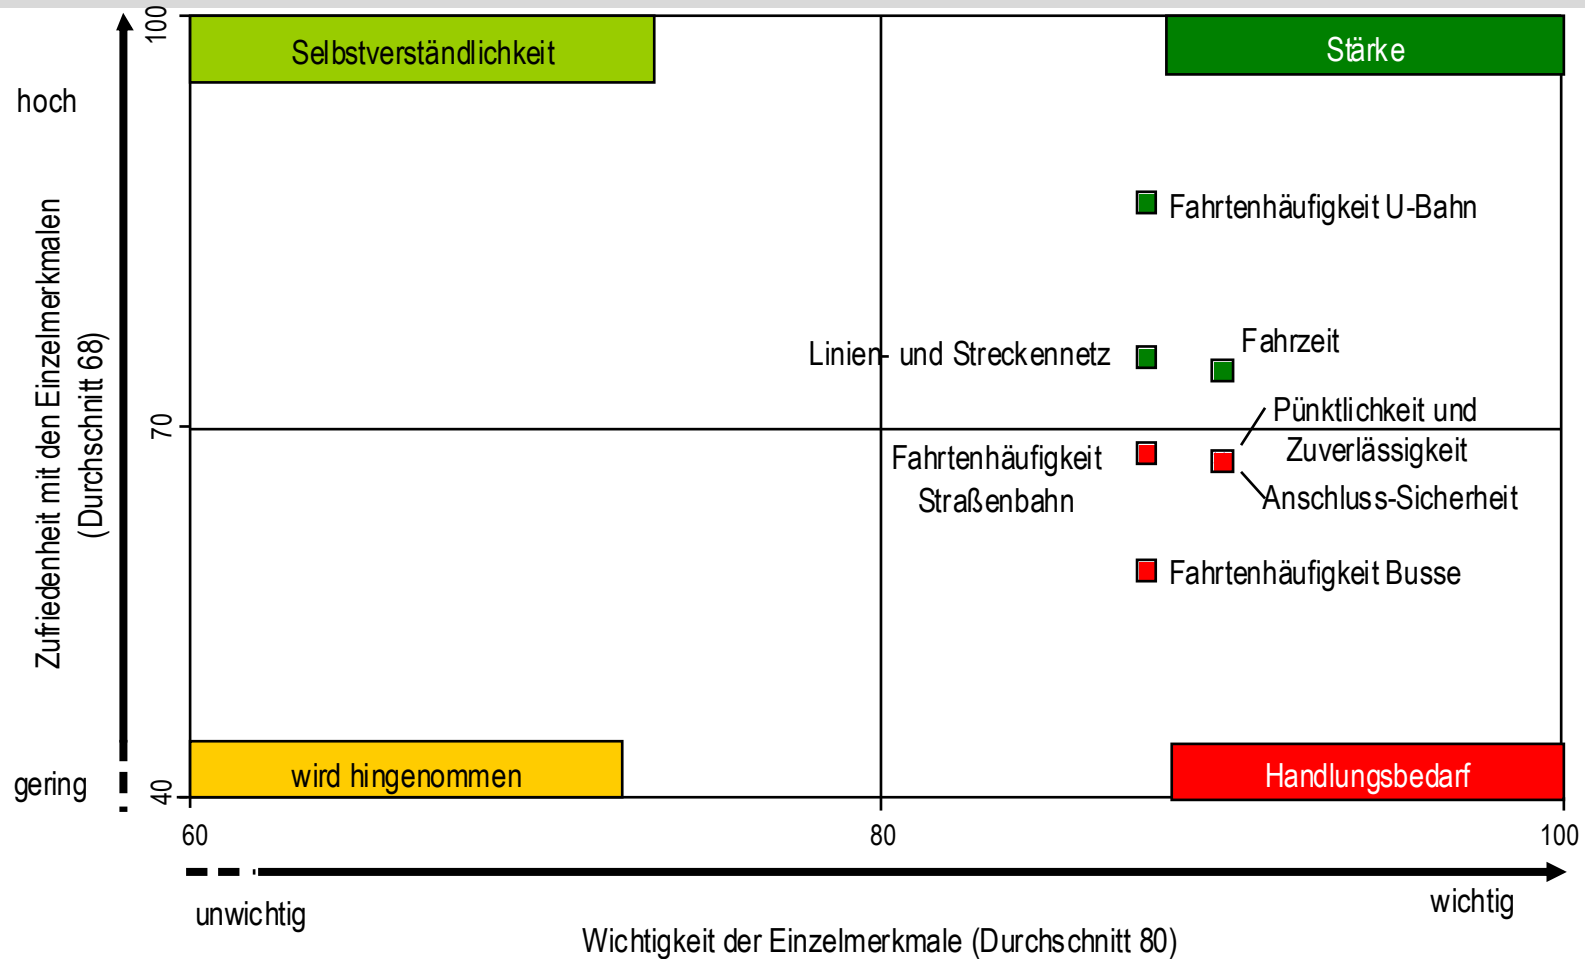 100
Selbstverständlichkeit
Stärke
hoch
Fahrtenhäufigkeit U-Bahn
Zufriedenheit mit den Einzelmerkmalen
(Durchschnitt 68)
Linien- und Streckennetz
Fahrzeit
70
Pünktlichkeit und
Zuverlässigkeit
Fahrtenhäufigkeit
Straßenbahn
Anschluss-Sicherheit
Fahrtenhäufigkeit Busse
gering
40
wird hingenommen
Handlungsbedarf
60
80
100
unwichtig
wichtig
Wichtigkeit der Einzelmerkmale (Durchschnitt 80)